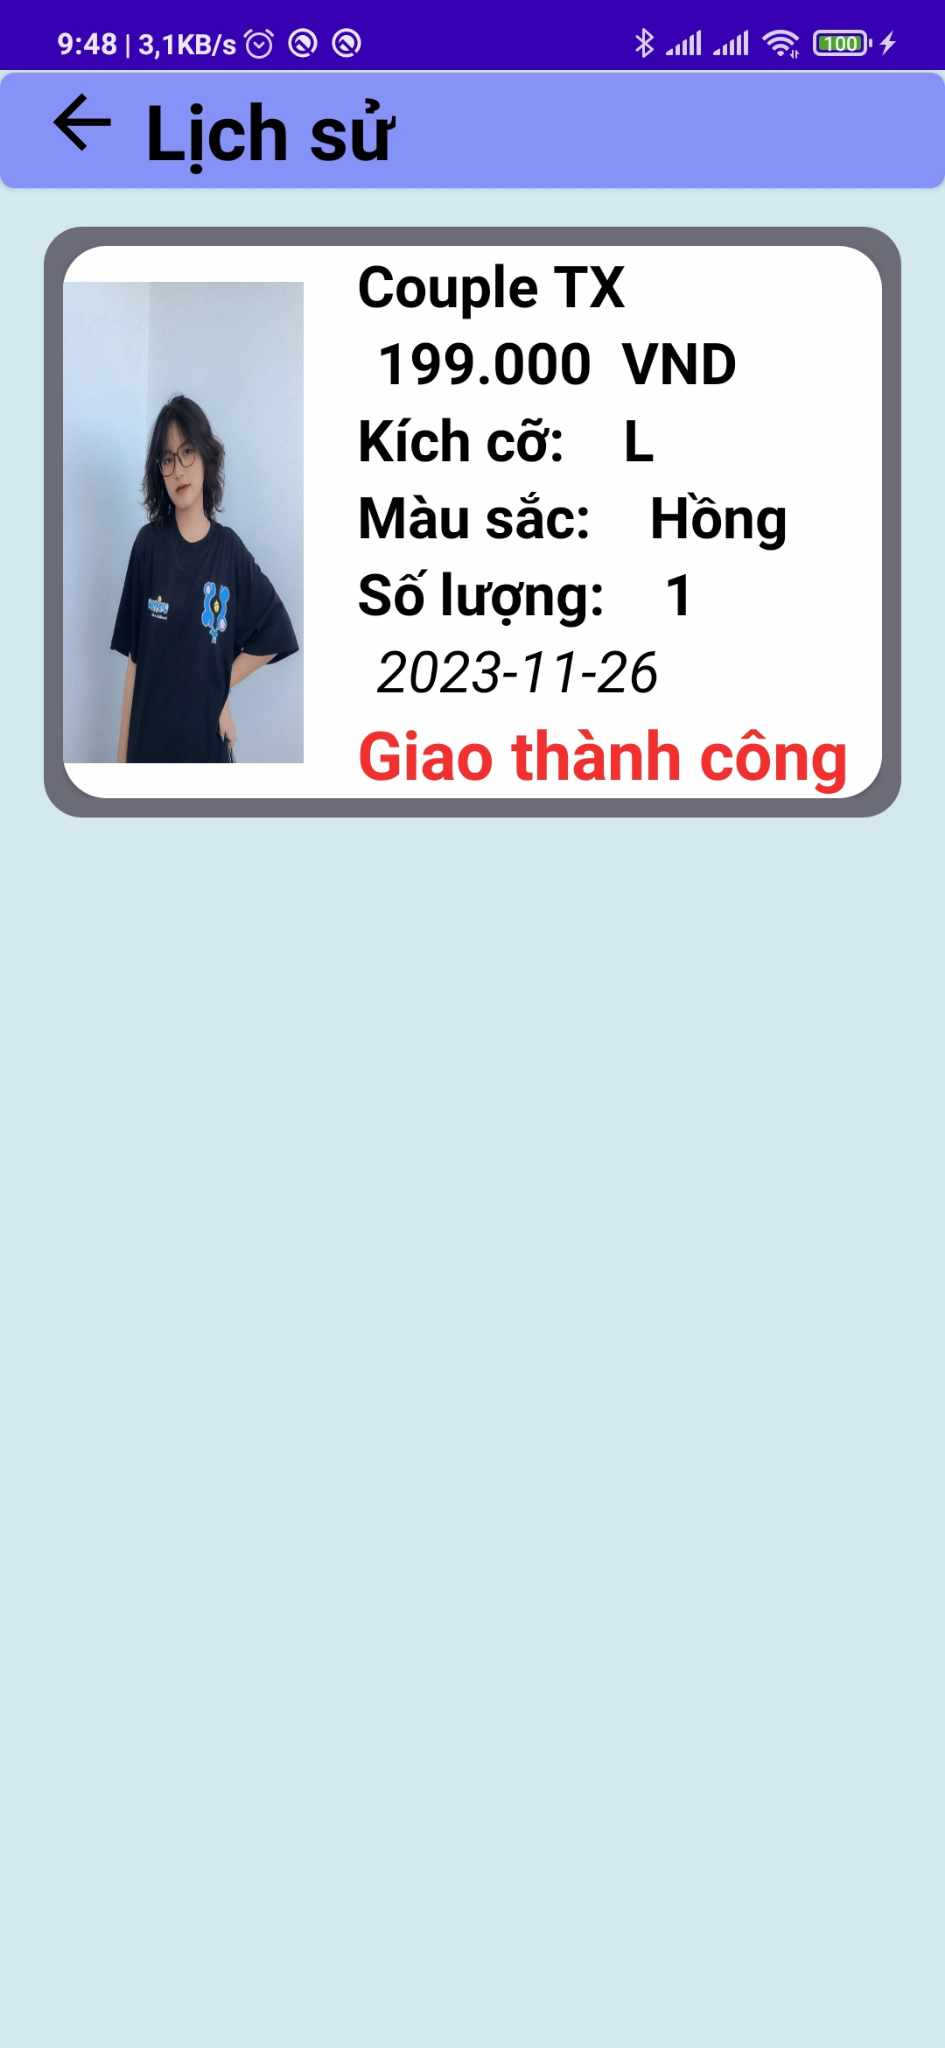 9:48 | 3,1KB/s 100
Lịch sử
Couple TX
199.000 VND
Kích cỡ: L
Màu sắc: Hồng
Số lượng: 1
2023-11-26
Giao thành công